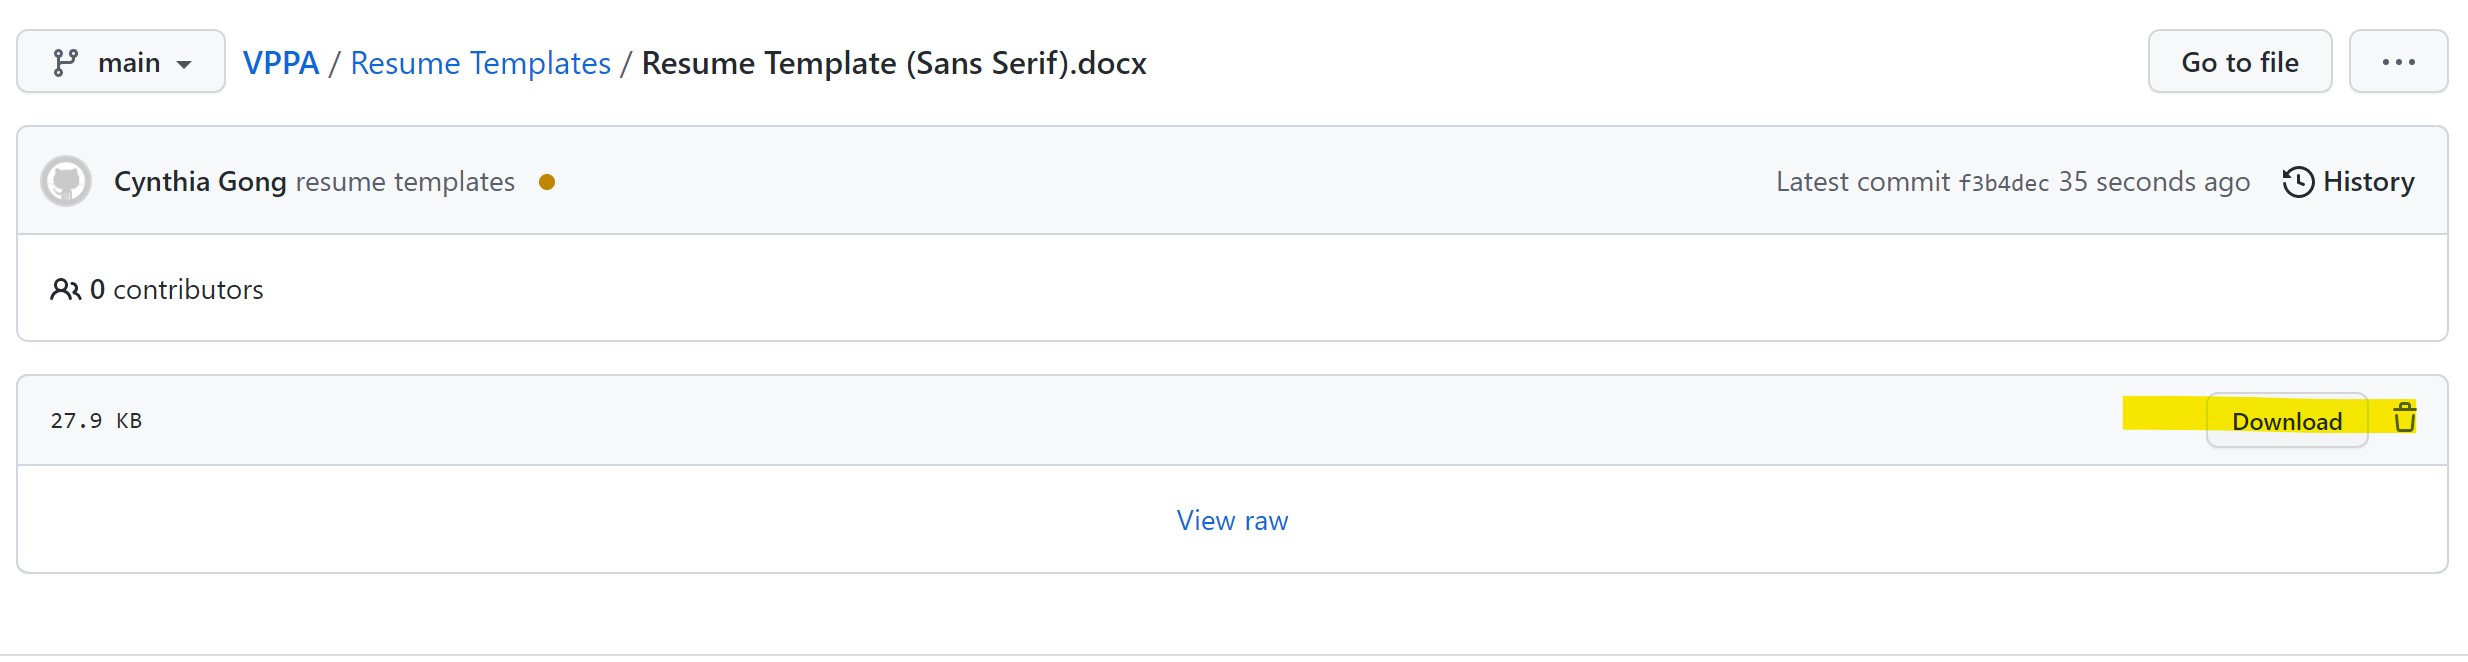 main VPPA / Resume Templates / Resume Template (Sans Serif).docx Go to file ...
Cynthia Gong resume templates Latest commit f3b4dec 35 seconds ago History
0 contributors
27.9 KB Download
View raw